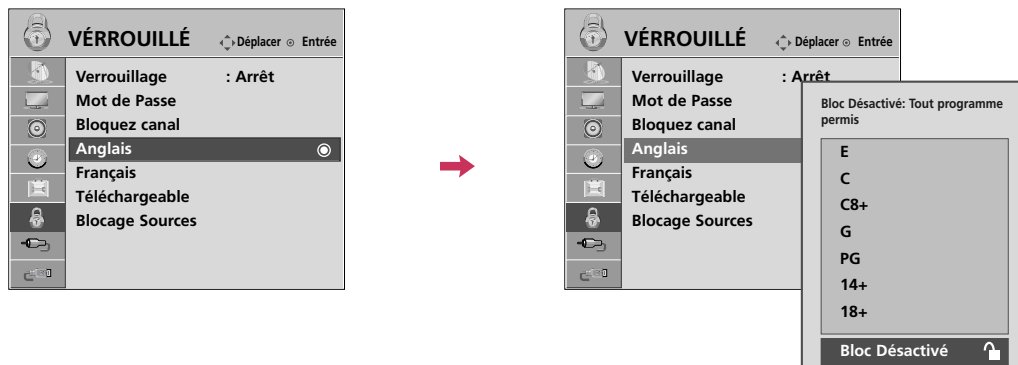 VÉRROUILLÉ Déplacer Entrée
Verrouillage : Arrêt
Mot de Passe
Bloquez canal
Anglais
Français
Téléchargeable
Blocage Sources
VÉRROUILLÉ Déplacer Entrée
Verrouillage : Arrêt
Mot de Passe
Bloquez canal
Anglais
Français
Téléchargeable
Blocage Sources
Bloc Désactivé: Tout programme
permis
E
C
C8+
G
PG
14+
18+
Bloc Désactivé